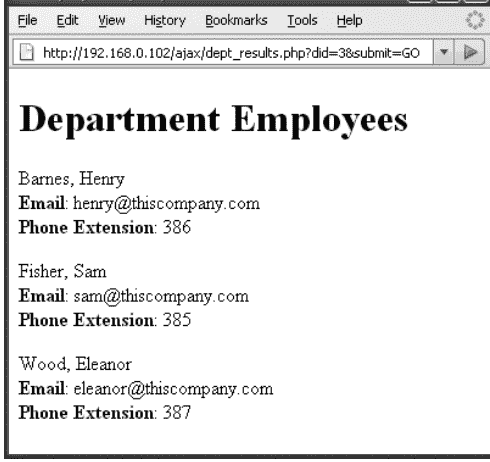 File Edit View History Bookmarks Tools Help
http://192.168.0.102/ajax/dept_results.php?did=3&submit=GO
Department Employees
Barnes, Henry
Email: henry@thiscompany.com
Phone Extension: 386
Fisher, Sam
Email: sam@thiscompany.com
Phone Extension: 385
Wood, Eleanor
Email: eleanor@thiscompany.com
Phone Extension: 387